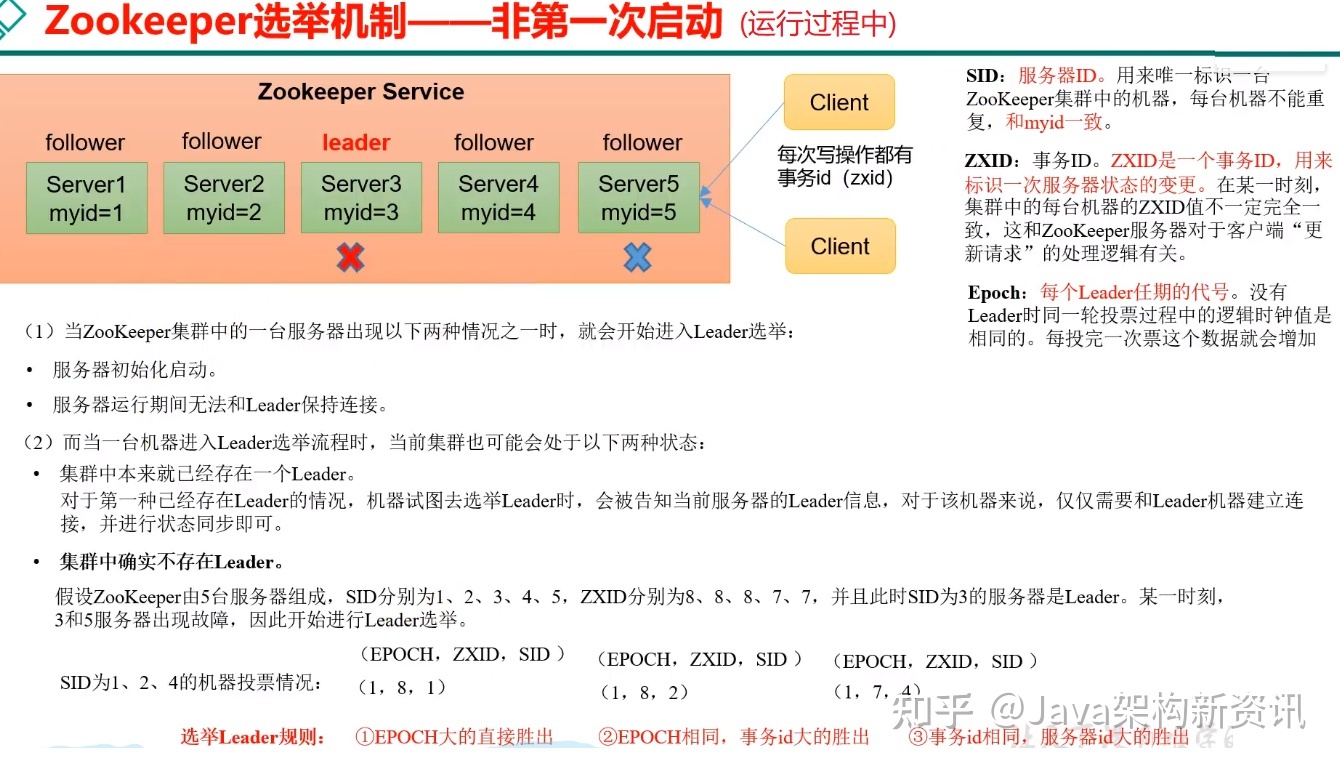 Zookeeper选举机制——非第一次启动 (运行过程中)
Zookeeper Service
follower follower leader follower follower
Server1 Server2 Server3 Server4 Server5
myid=1 myid=2 myid=3 myid=4 myid=5
Client
每次写操作都有
事务id（zxid）
Client
SID：服务器ID。用来唯一标识一台
ZooKeeper集群中的机器，每台机器不能重
复，和myid一致。
ZXID：事务ID。ZXID是一个事务ID，用来
标识一次服务器状态的变更。在某一时刻，
集群中的每台机器的ZXID值不一定完全一
致，这和ZooKeeper服务器对于客户端“更
新请求”的处理逻辑有关。
Epoch：每个Leader任期的代号。没有
Leader时同一轮投票过程中的逻辑时钟值是
相同的。每投完一次票这个数据就会增加
（1）当ZooKeeper集群中的一台服务器出现以下两种情况之一时，就会开始进入Leader选举：
• 服务器初始化启动。
• 服务器运行期间无法和Leader保持连接。
（2）而当一台机器进入Leader选举流程时，当前集群也可能会处于以下两种状态：
• 集群中本来就已经存在一个Leader。
对于第一种已经存在Leader的情况，机器试图去选举Leader时，会被告知当前服务器的Leader信息，对于该机器来说，仅仅需要和Leader机器建立连
接，并进行状态同步即可。
• 集群中确实不存在Leader。
假设ZooKeeper由5台服务器组成，SID分别为1、2、3、4、5，ZXID分别为8、8、8、7、7，并且此时SID为3的服务器是Leader。某一时刻，
3和5服务器出现故障，因此开始进行Leader选举。
（EPOCH，ZXID，SID ） （EPOCH，ZXID，SID ） （EPOCH，ZXID，SID ）
SID为1、2、4的机器投票情况： （1，8，1） （1，8，2） （1，7，4）
知乎 @Java架构新资讯
选举Leader规则： ①EPOCH大的直接胜出 ②EPOCH相同，事务id大的胜出 ③事务id相同，服务器id大的胜出